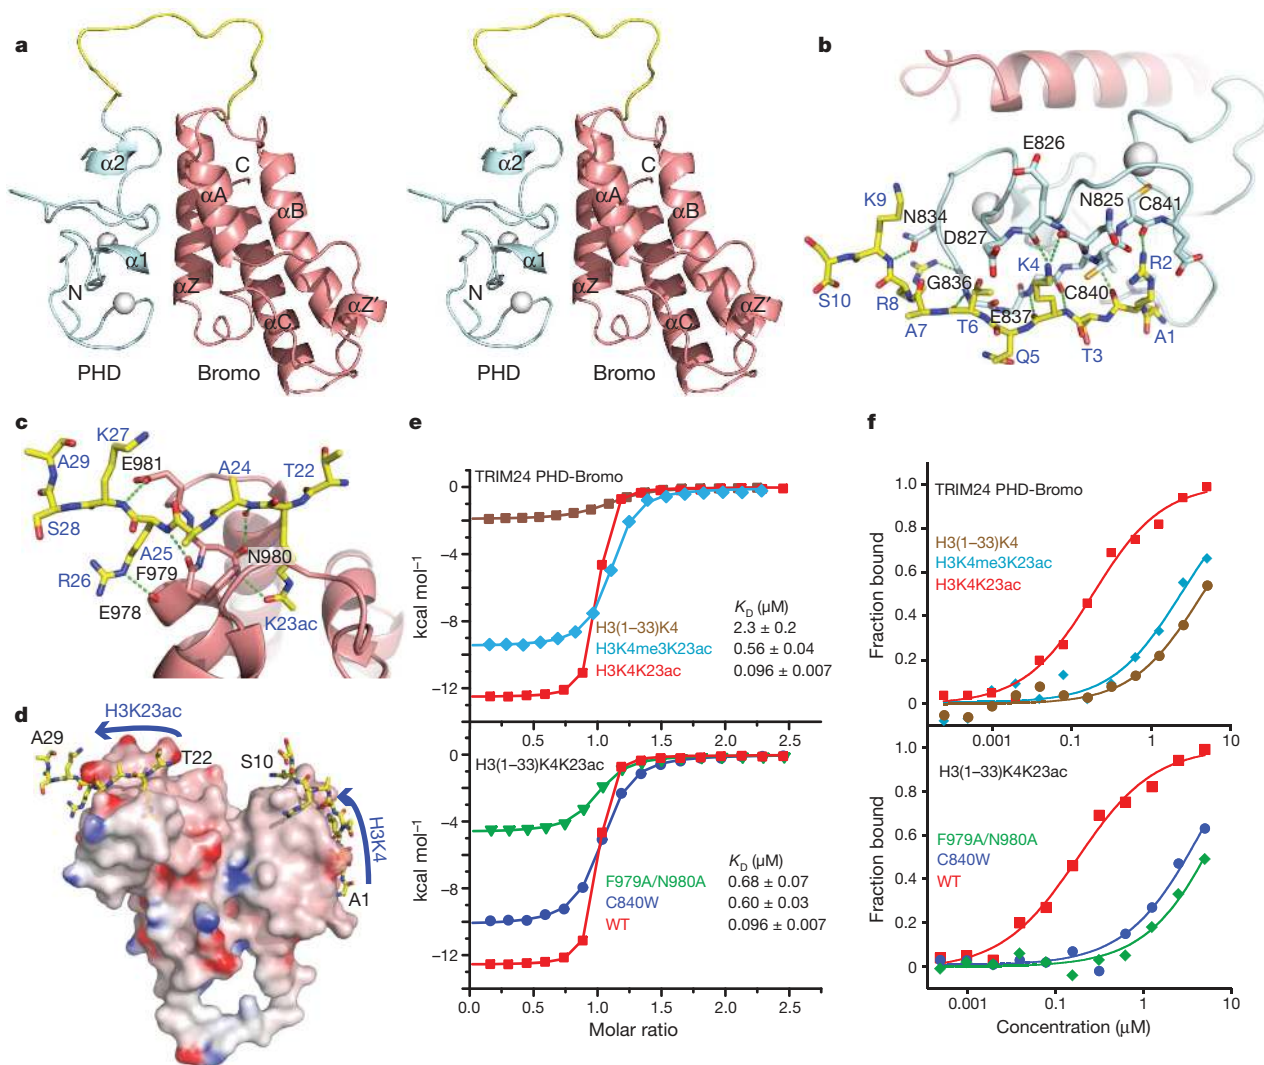 a
α2
C
αA
αB
α1
N
αZ
αZ′
αC
PHD
Bromo
α2
C
αA
αB
α1
N
αZ
αZ′
αC
PHD
Bromo
b
E826
K9
N834
N825
C841
D827
K4
R2
G836
C840
S10
R8
E837
A7
T6
A1
Q5
T3
c
K27
A29
E981
A24
T22
S28
A25
N980
F979
R26
E978
K23ac
d
H3K23ac
A29
T22
S10
H3K4
A1
e
TRIM24 PHD-Bromo
0
−4
−8
−12
kcal mol⁻¹
K_D (μM)
H3(1–33)K4 2.3 ± 0.2
H3K4me3K23ac 0.56 ± 0.04
H3K4K23ac 0.096 ± 0.007
0.5 1.0 1.5 2.0 2.5
H3(1–33)K4K23ac
0
−4
−8
−12
kcal mol⁻¹
K_D (μM)
F979A/N980A 0.68 ± 0.07
C840W 0.60 ± 0.03
WT 0.096 ± 0.007
0.0 0.5 1.0 1.5 2.0 2.5
Molar ratio
f
TRIM24 PHD-Bromo
1.0
0.8
0.6
0.4
0.2
0
Fraction bound
H3(1–33)K4
H3K4me3K23ac
H3K4K23ac
0.001 0.1 1 10
H3(1–33)K4K23ac
1.0
0.8
0.6
0.4
0.2
0
Fraction bound
F979A/N980A
C840W
WT
0.001 0.1 1 10
Concentration (μM)